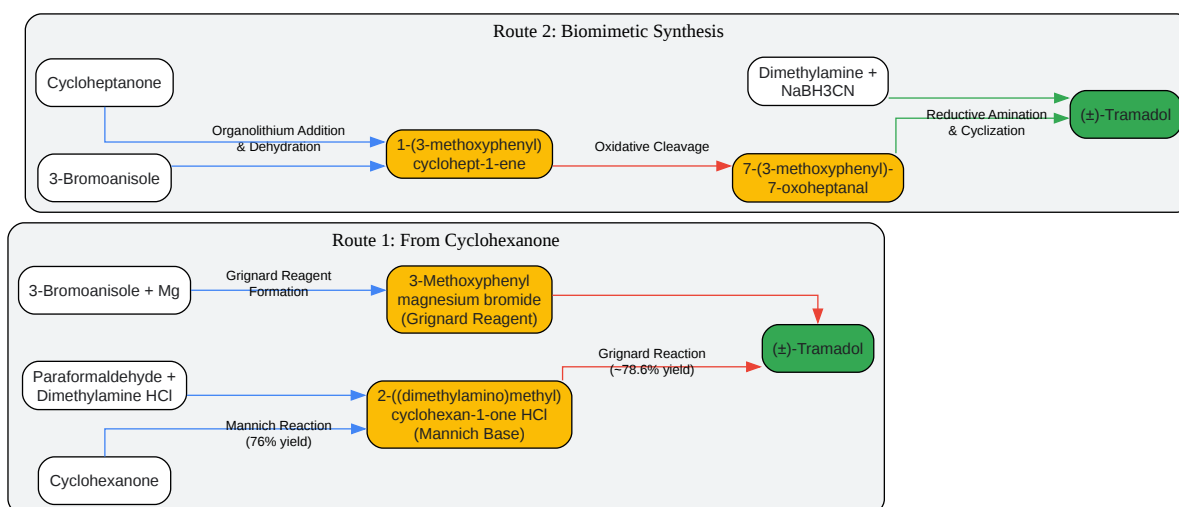 Route 2: Biomimetic Synthesis
Cycloheptanone
3-Bromoanisole
Organolithium Addition
& Dehydration
1-(3-methoxyphenyl)
cyclohept-1-ene
Oxidative Cleavage
Dimethylamine +
NaBH3CN
7-(3-methoxyphenyl)-
7-oxoheptanal
Reductive Amination
& Cyclization
(±)-Tramadol
Route 1: From Cyclohexanone
3-Bromoanisole + Mg
Grignard Reagent
Formation
3-Methoxyphenyl
magnesium bromide
(Grignard Reagent)
Paraformaldehyde +
Dimethylamine HCl
Mannich Reaction
(76% yield)
Cyclohexanone
2-((dimethylamino)methyl)
cyclohexan-1-one HCl
(Mannich Base)
Grignard Reaction
(~78.6% yield)
(±)-Tramadol